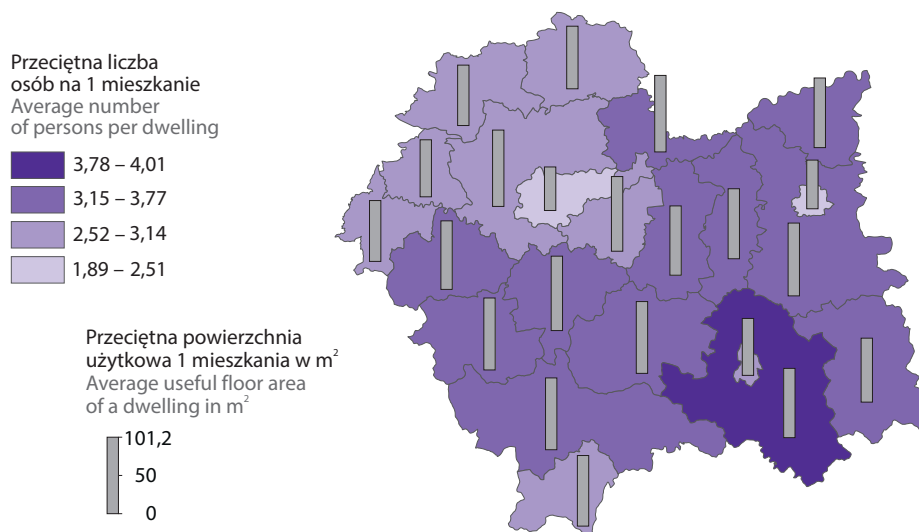 Przeciętna liczba
osób na 1 mieszkanie
Average number
of persons per dwelling
3,78 – 4,01
3,15 – 3,77
2,52 – 3,14
1,89 – 2,51
Przeciętna powierzchnia
użytkowa 1 mieszkania w m²
Average useful floor area
of a dwelling in m²
101,2
50
0